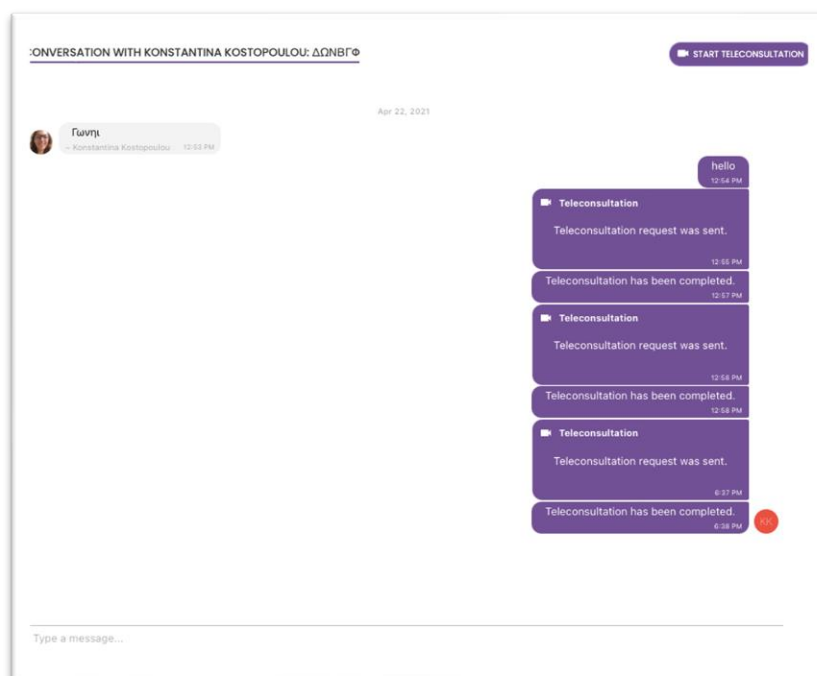 :ONVERSATION WITH KONSTANTINA KOSTOPOULOU: ΔΩΝΒΓΦ
START TELECONSULTATION
Apr 22, 2021
Γωνηι
– Konstantina Kostopoulou 12:53 PM
hello
12:54 PM
Teleconsultation
Teleconsultation request was sent.
12:55 PM
Teleconsultation has been completed.
12:57 PM
Teleconsultation
Teleconsultation request was sent.
12:58 PM
Teleconsultation has been completed.
12:58 PM
Teleconsultation
Teleconsultation request was sent.
6:37 PM
Teleconsultation has been completed.
6:38 PM
KK
Type a message...